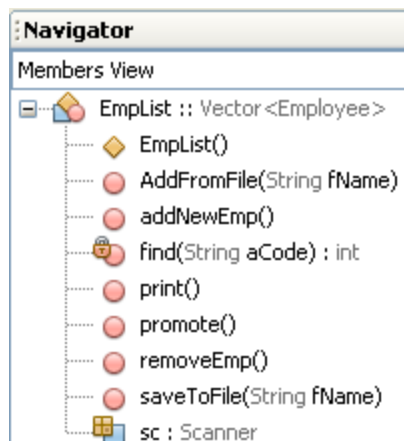 Navigator
Members View
EmpList :: Vector<Employee>
EmpList()
AddFromFile(String fName)
addNewEmp()
find(String aCode) : int
print()
promote()
removeEmp()
saveToFile(String fName)
sc : Scanner